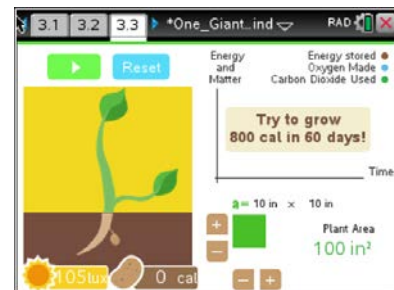 3.1 3.2 3.3 *One_Giant...ind RAD
Reset
Energy and Matter
Energy stored
Oxygen Made
Carbon Dioxide Used
Try to grow
800 cal in 60 days!
Time
a= 10 in × 10 in
+
−
Plant Area
100 in²
105lux 0 cal
− +